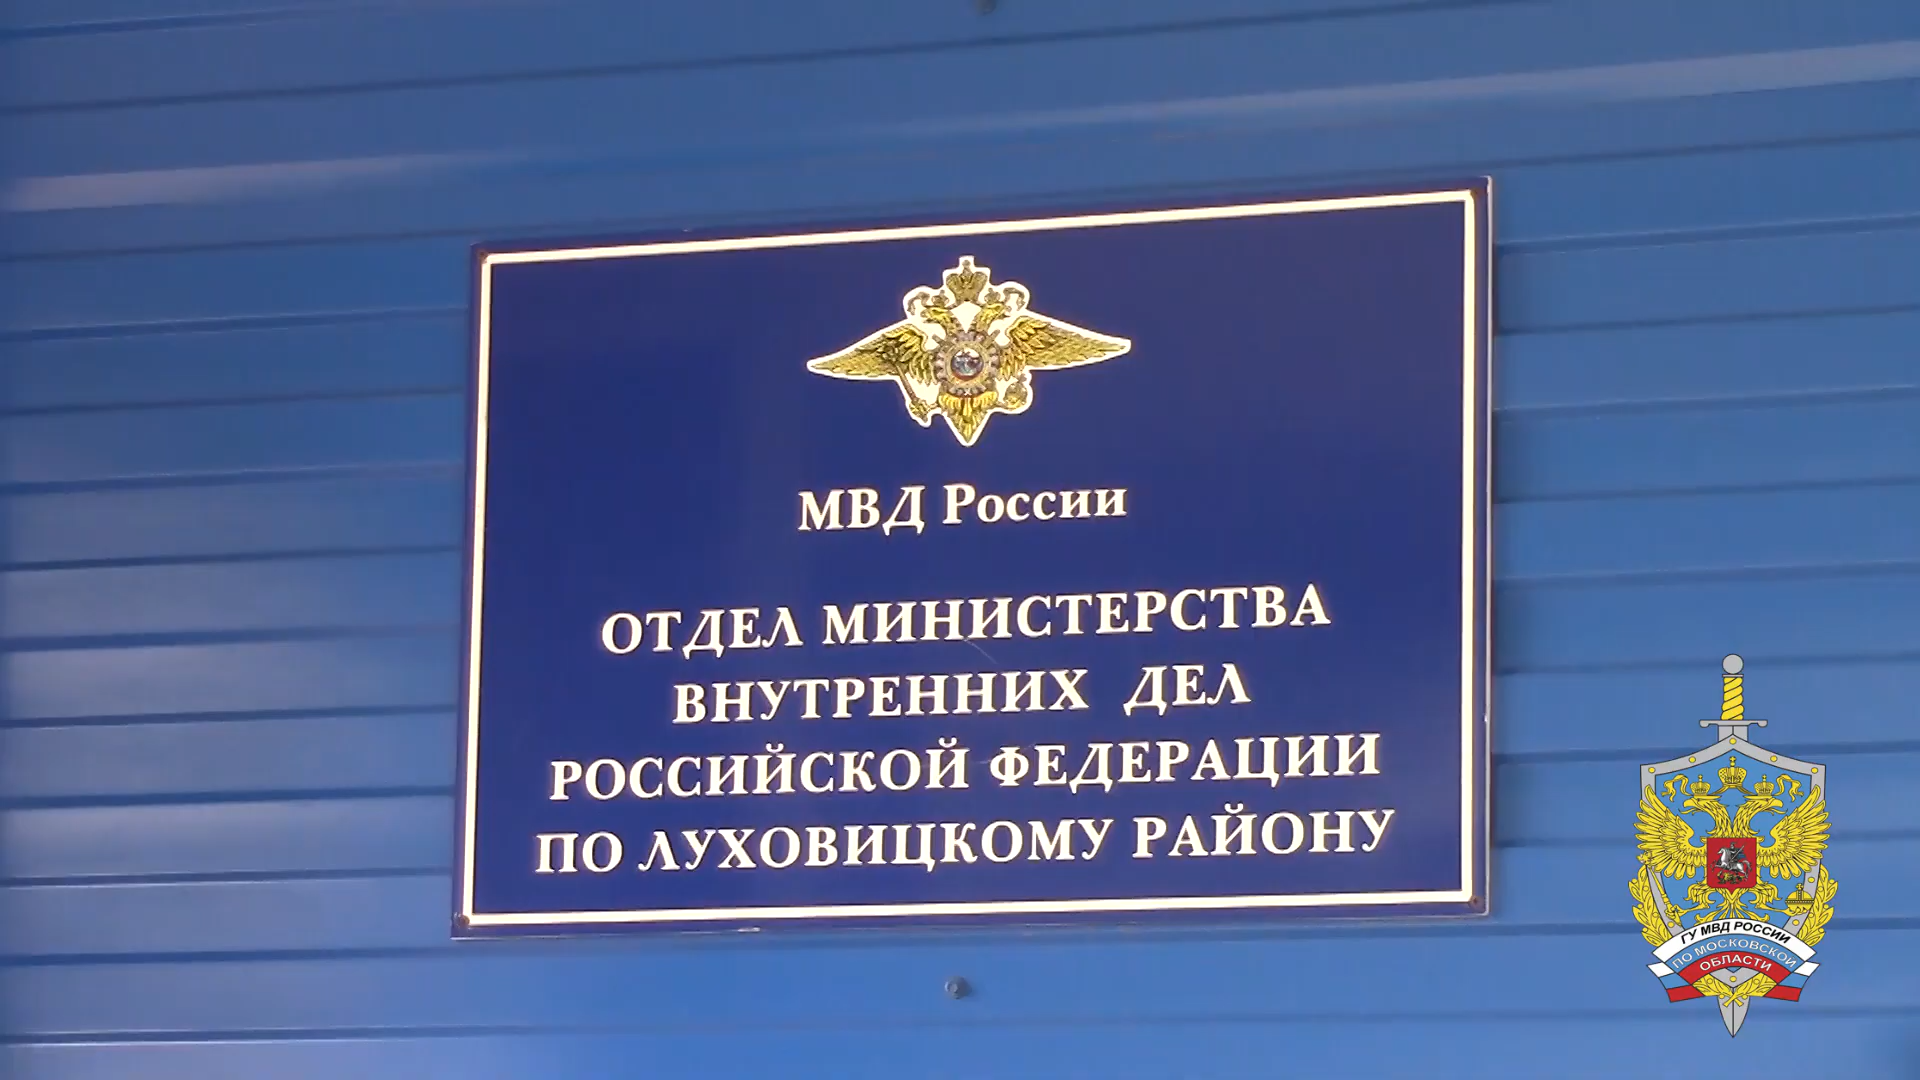 МВД России
ОТДЕЛ МИНИСТЕРСТВА
ВНУТРЕННИХ ДЕЛ
РОССИЙСКОЙ ФЕДЕРАЦИИ
ПО ЛУХОВИЦКОМУ РАЙОНУ
ГУ МВД РОССИИ
ПО МОСКОВСКОЙ
ОБЛАСТИ